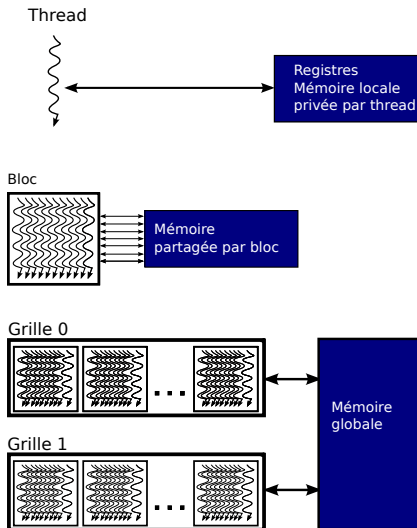 Thread
Registres
Mémoire locale
privée par thread
Bloc
Mémoire
partagée par bloc
Grille 0
...
Grille 1
...
Mémoire
globale